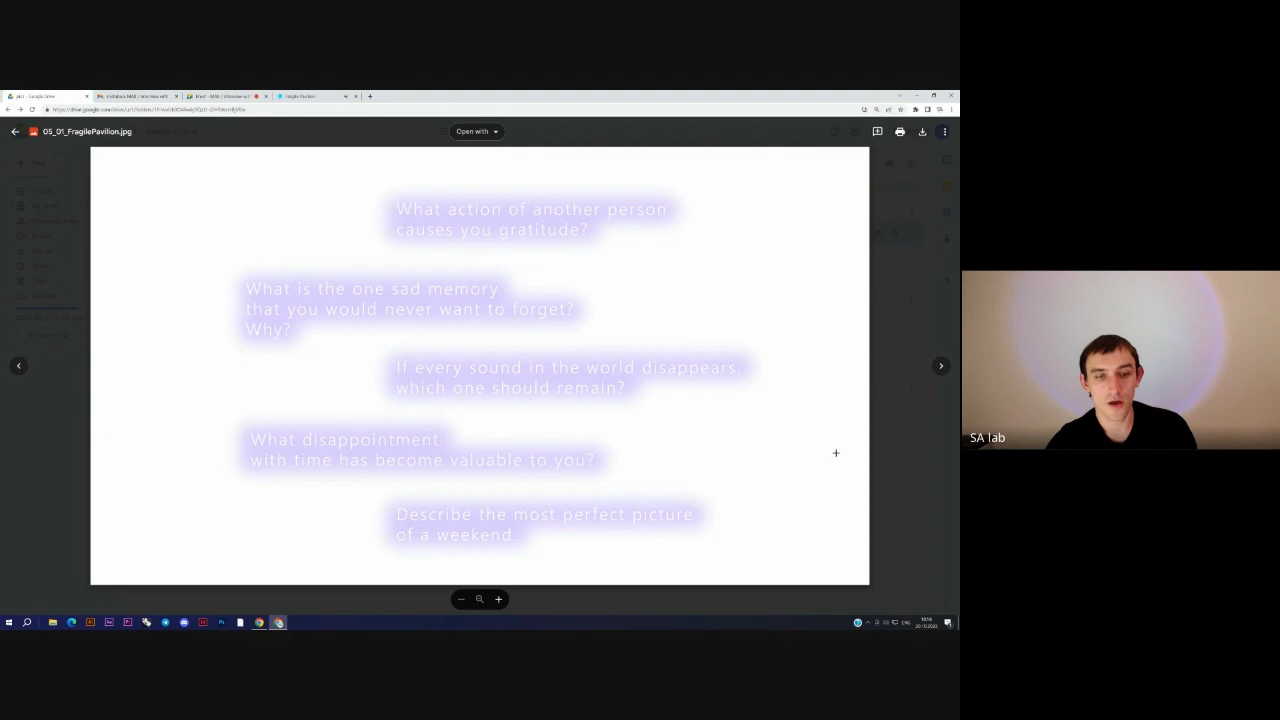 05_01_FragilePavilion.jpg
Open with
What action of another person
causes you gratitude?
What is the one sad memory
that you would never want to forget?
Why?
If every sound in the world disappears,
which one should remain?
What disappointment
with time has become valuable to you?
Describe the most perfect picture
of a weekend.
SA lab
ENG